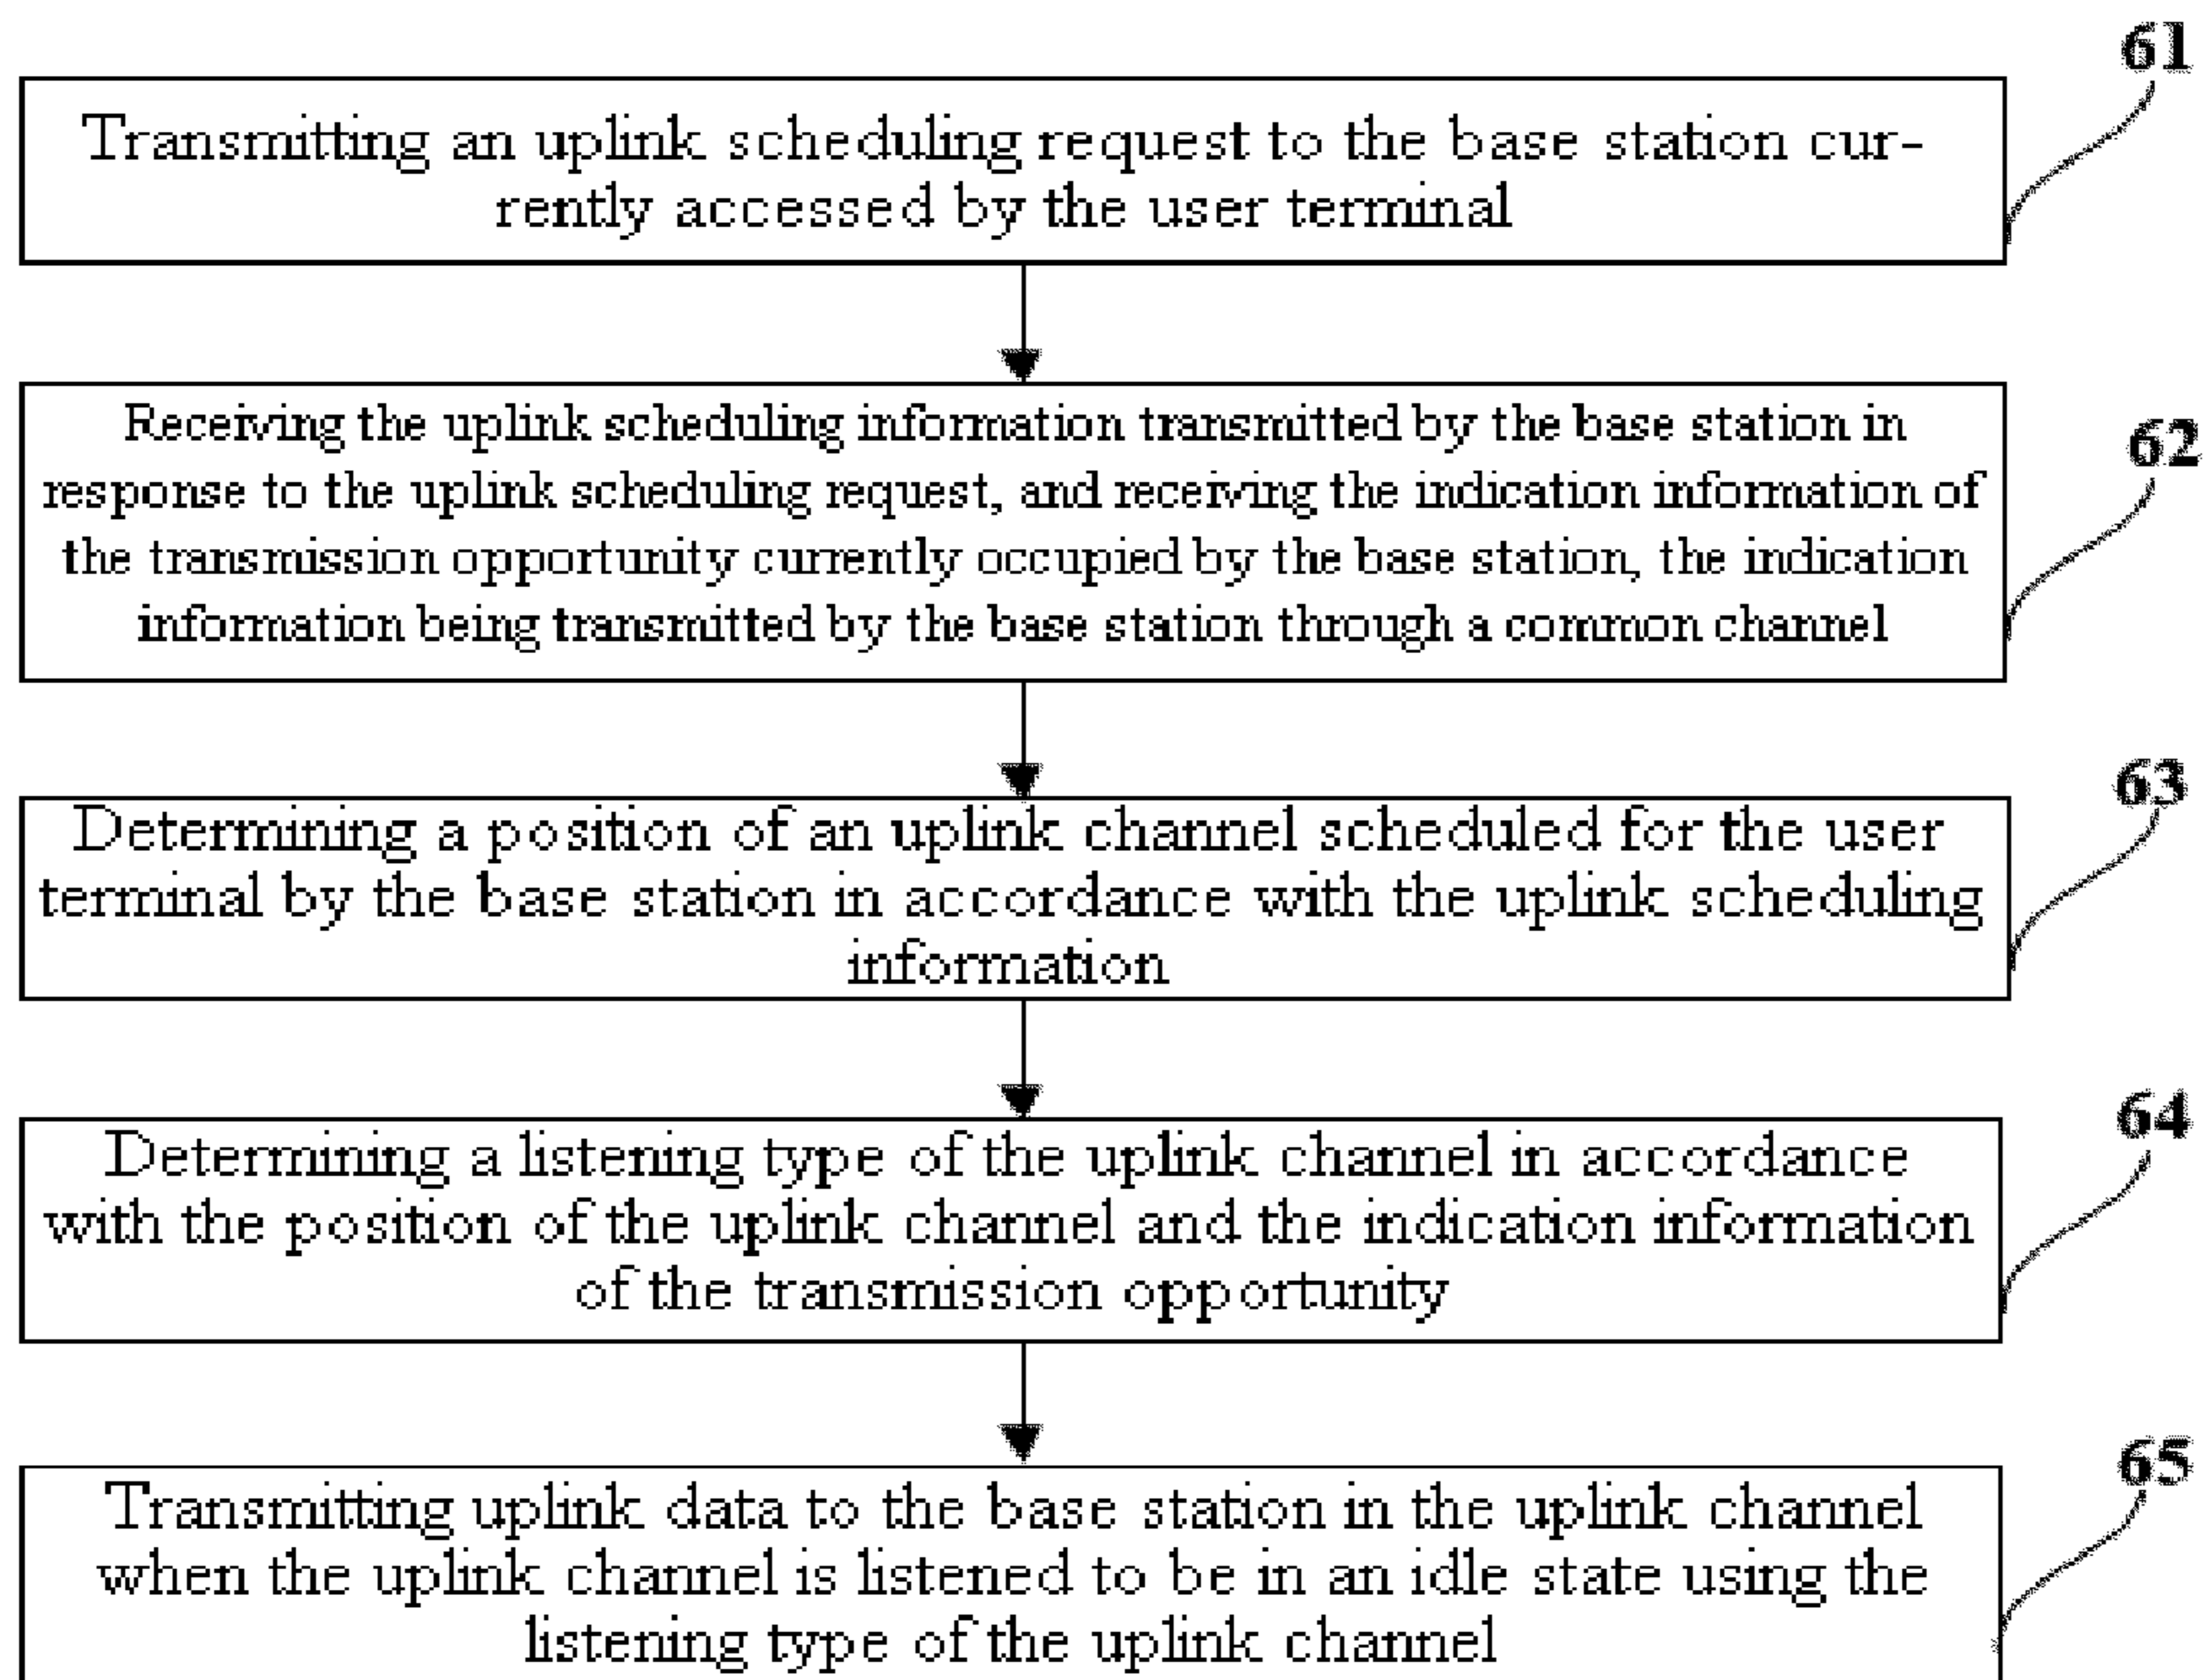 61
Transmitting an uplink scheduling request to the base station cur-
rently accessed by the user terminal
62
Receiving the uplink scheduling information transmitted by the base station in
response to the uplink scheduling request, and receiving the indication information of
the transmission opportunity currently occupied by the base station, the indication
information being transmitted by the base station through a common channel
63
Determining a position of an uplink channel scheduled for the user
terminal by the base station in accordance with the uplink scheduling
information
64
Determining a listening type of the uplink channel in accordance
with the position of the uplink channel and the indication information
of the transmission opportunity
65
Transmitting uplink data to the base station in the uplink channel
when the uplink channel is listened to be in an idle state using the
listening type of the uplink channel